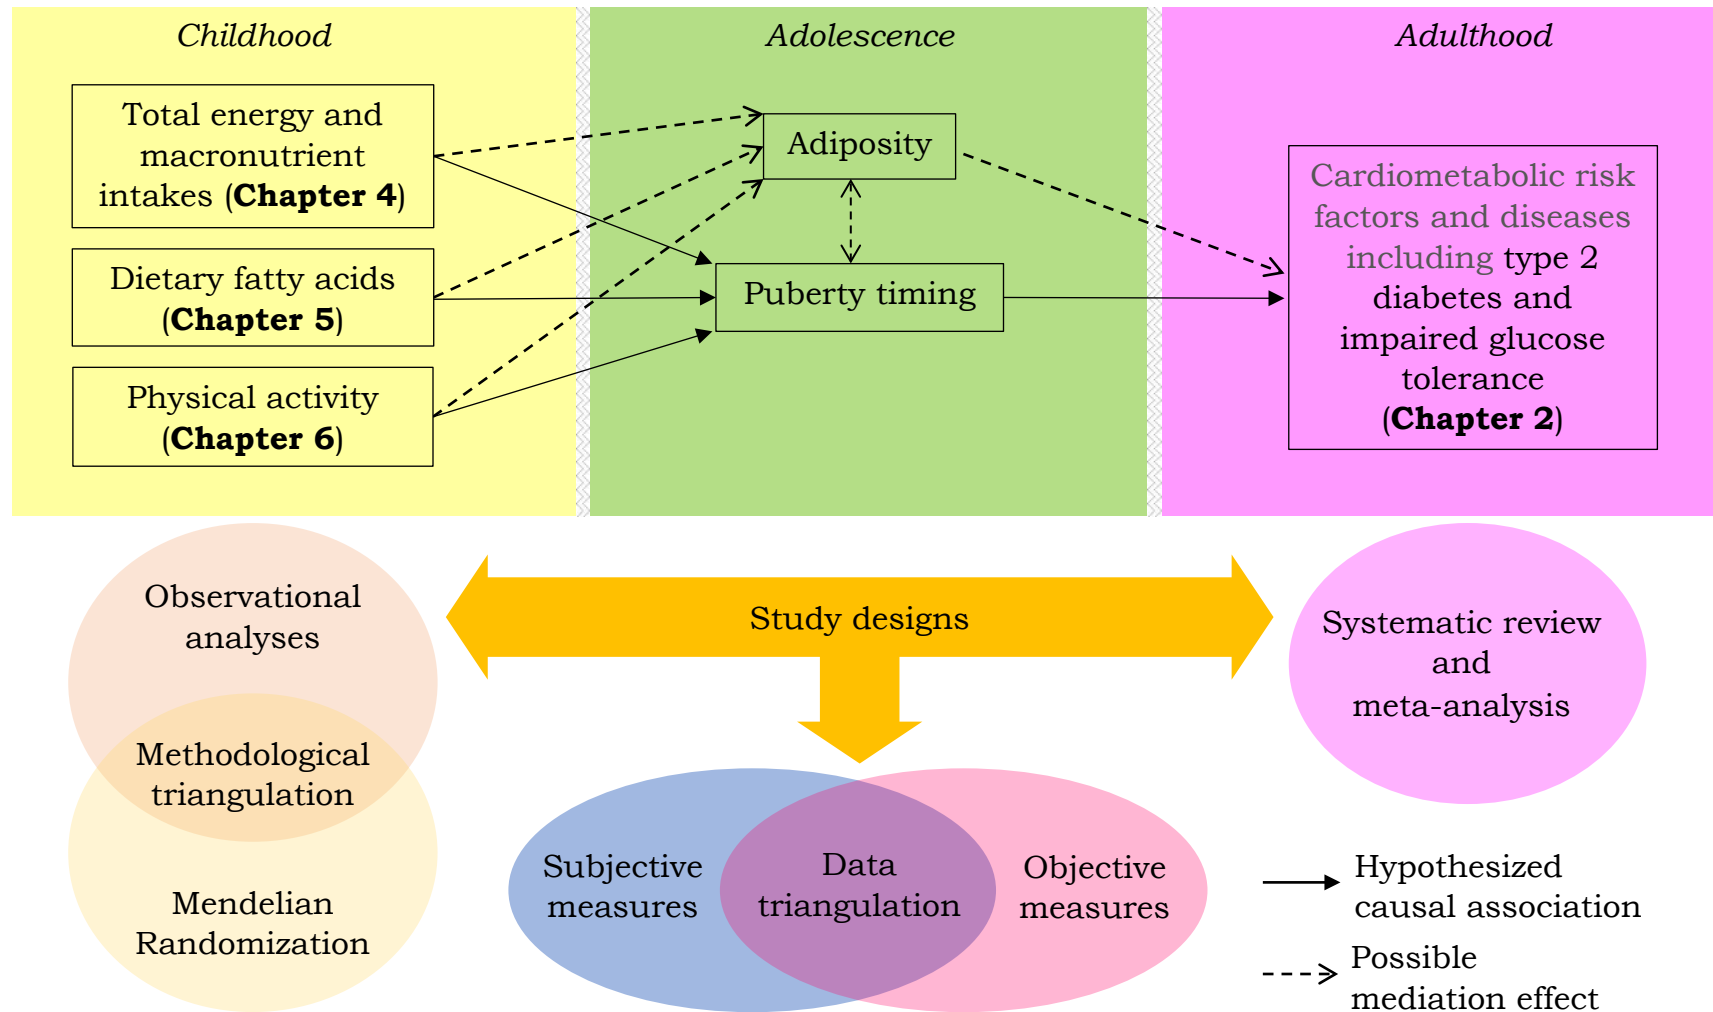 Childhood
Adolescence
Adulthood
Total energy and
macronutrient
intakes (Chapter 4)
Dietary fatty acids
(Chapter 5)
Physical activity
(Chapter 6)
Adiposity
Puberty timing
Cardiometabolic risk
factors and diseases
including type 2
diabetes and
impaired glucose
tolerance
(Chapter 2)
Observational
analyses
Methodological
triangulation
Mendelian
Randomization
Study designs
Subjective
measures
Data
triangulation
Objective
measures
Systematic review
and
meta-analysis
Hypothesized
causal association
Possible
mediation effect